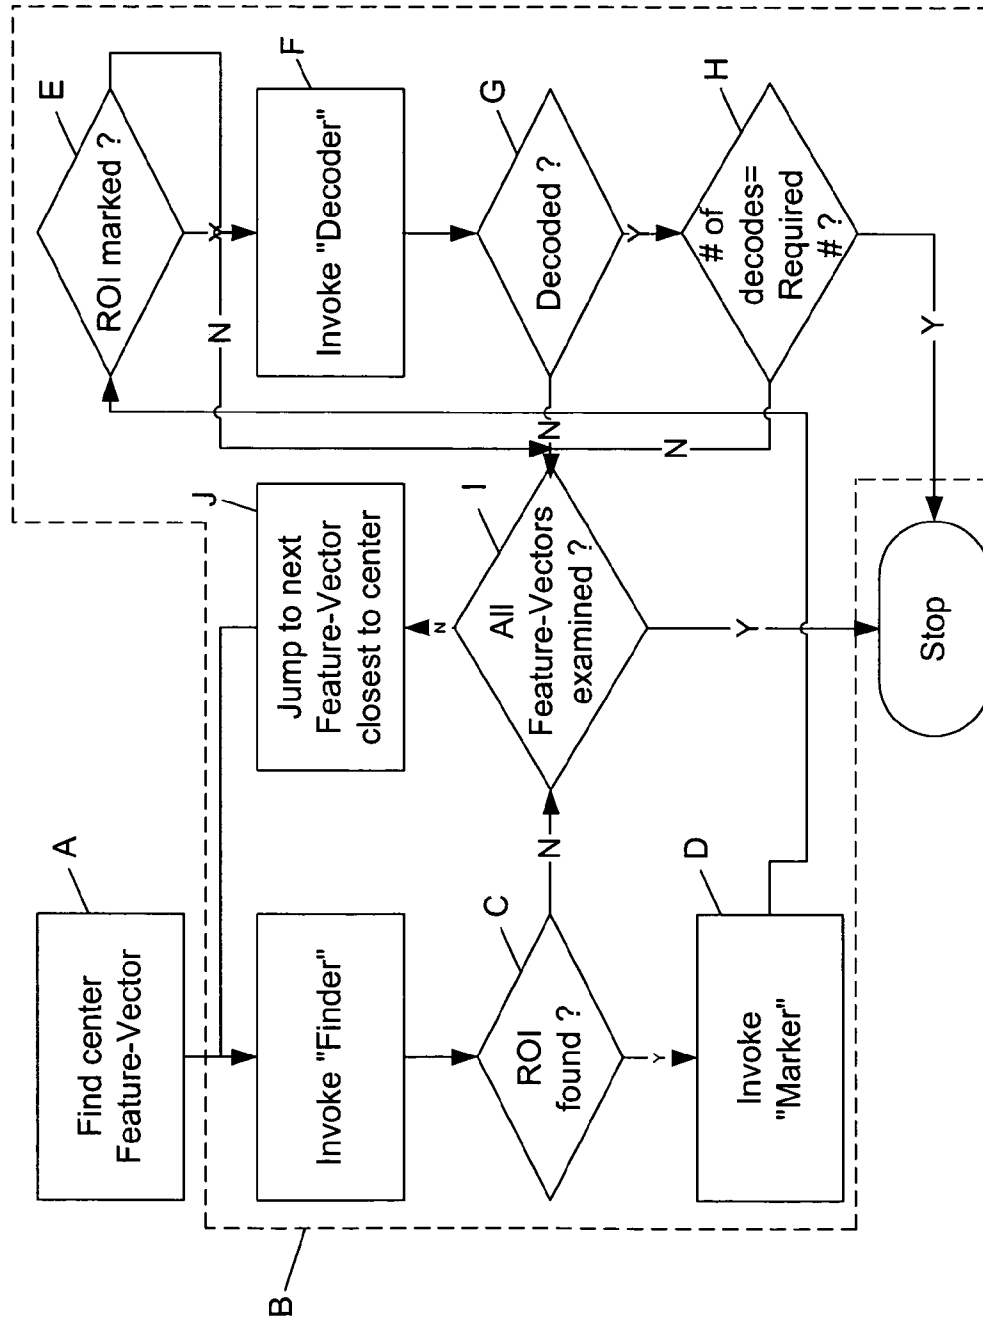 A
Find center
Feature-Vector
B
Invoke "Finder"
C
ROI
found ?
N
Y
D
Invoke
"Marker"
J
Jump to next
Feature-Vector
closest to center
N
I
All
Feature-Vectors
examined ?
Y
Stop
E
ROI marked ?
Y
N
F
Invoke "Decoder"
G
Decoded ?
N
Y
H
# of
decodes=
Required
# ?
N
Y